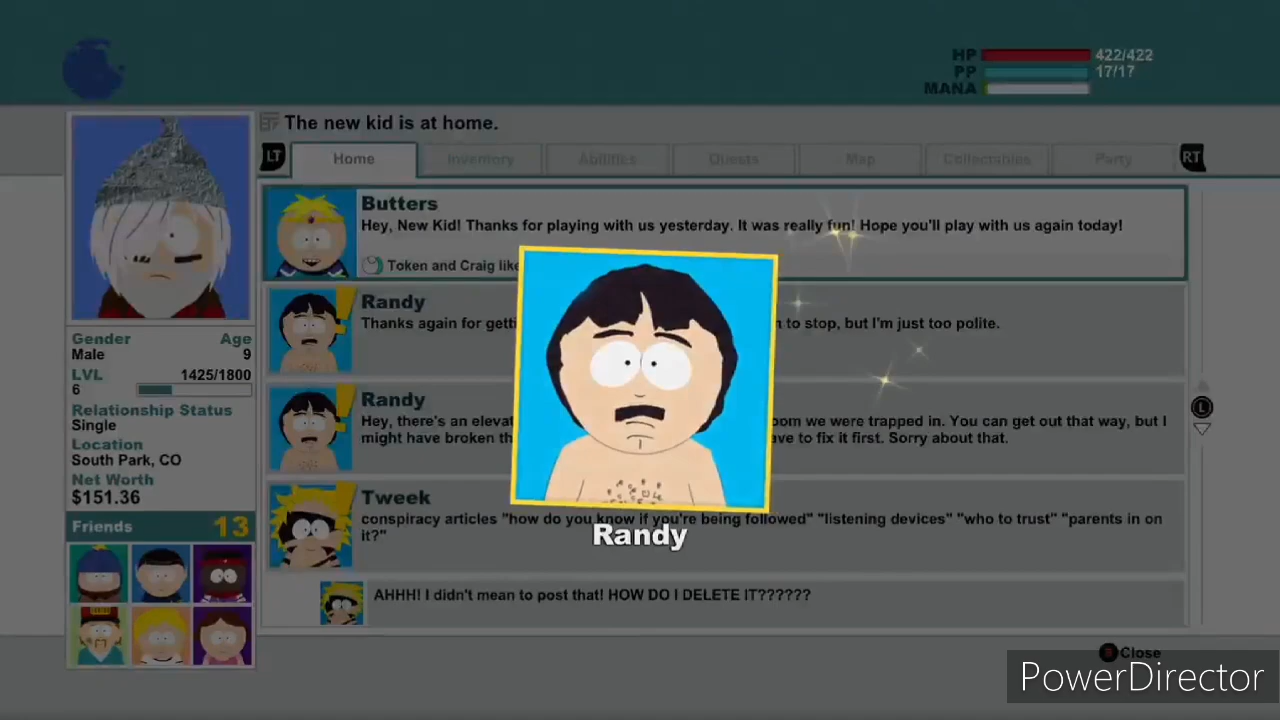 HP 422/422
PP 17/17
MANA
The new kid is at home.
LT Home Inventory Abilities Quests Map Collectables Party RT
Butters
Hey, New Kid! Thanks for playing with us yesterday. It was really fun! Hope you'll play with us again today!
Token and Craig like
Randy
Thanks again for getti
to stop, but I'm just too polite.
Randy
Hey, there's an elevat
oom we were trapped in. You can get out that way, but I
might have broken th
ave to fix it first. Sorry about that.
Tweek
conspiracy articles "how do you know if you're being followed" "listening devices" "who to trust" "parents in on
it?"
AHHH! I didn't mean to post that! HOW DO I DELETE IT??????
Gender Age
Male 9
LVL 1425/1800
6
Relationship Status
Single
Location
South Park, CO
Net Worth
$151.36
Friends 13
Randy
L
Close
PowerDirector